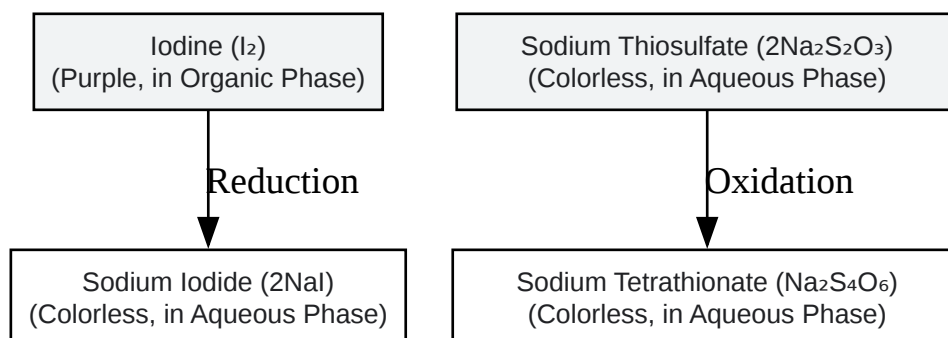 Iodine (I₂)
(Purple, in Organic Phase)
Sodium Thiosulfate (2Na₂S₂O₃)
(Colorless, in Aqueous Phase)
Reduction
Oxidation
Sodium Iodide (2NaI)
(Colorless, in Aqueous Phase)
Sodium Tetrathionate (Na₂S₄O₆)
(Colorless, in Aqueous Phase)